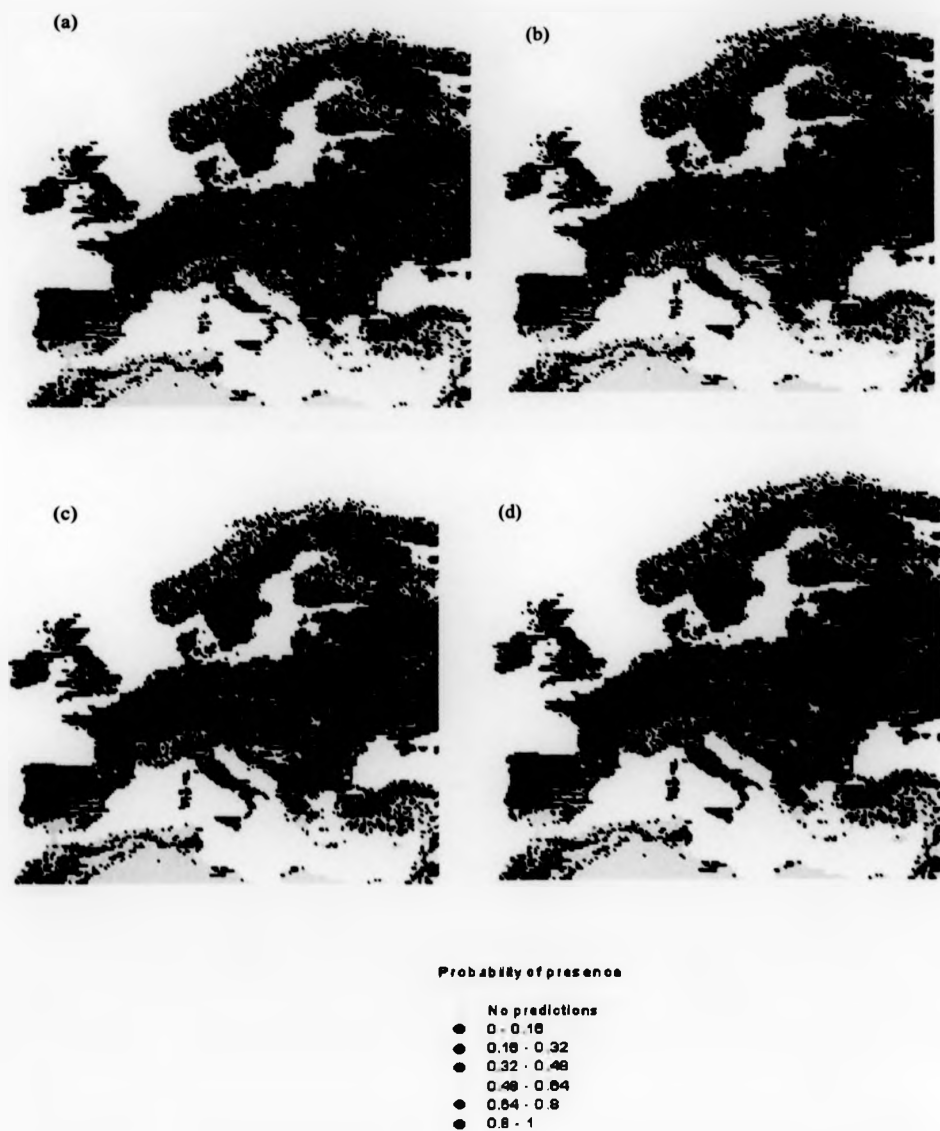 (a)
(b)
(c)
(d)
Probability of presence
No predictions
0 - 0.16
0.16 - 0.32
0.32 - 0.48
0.48 - 0.64
0.64 - 0.8
0.8 - 1